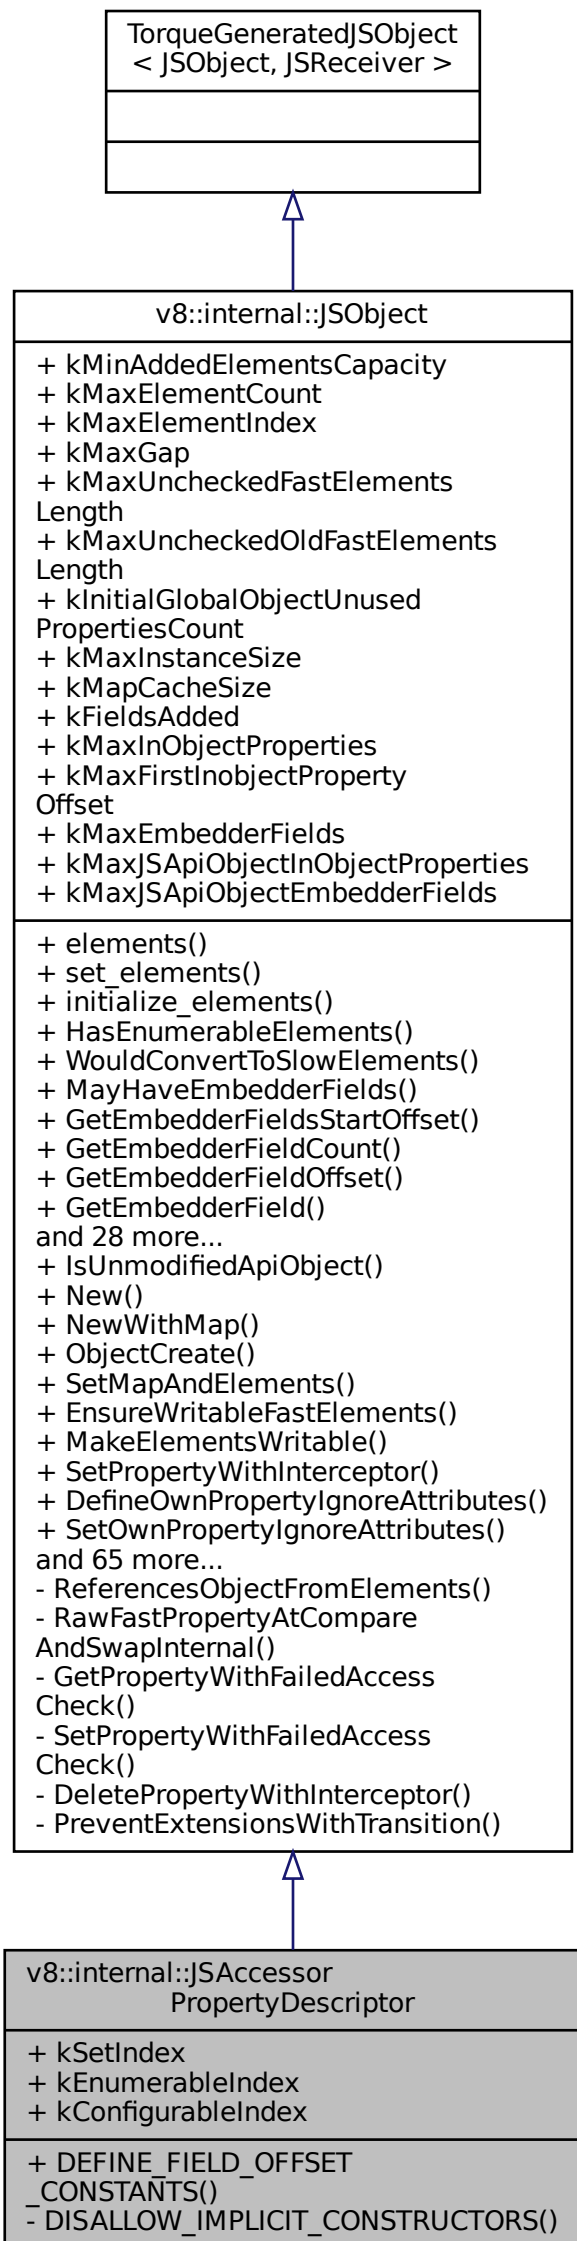 TorqueGeneratedJSObject
< JSObject, JSReceiver >
v8::internal::JSObject
+ kMinAddedElementsCapacity
+ kMaxElementCount
+ kMaxElementIndex
+ kMaxGap
+ kMaxUncheckedFastElements
Length
+ kMaxUncheckedOldFastElements
Length
+ kInitialGlobalObjectUnused
PropertiesCount
+ kMaxInstanceSize
+ kMapCacheSize
+ kFieldsAdded
+ kMaxInObjectProperties
+ kMaxFirstInobjectProperty
Offset
+ kMaxEmbedderFields
+ kMaxJSApiObjectInObjectProperties
+ kMaxJSApiObjectEmbedderFields
+ elements()
+ set_elements()
+ initialize_elements()
+ HasEnumerableElements()
+ WouldConvertToSlowElements()
+ MayHaveEmbedderFields()
+ GetEmbedderFieldsStartOffset()
+ GetEmbedderFieldCount()
+ GetEmbedderFieldOffset()
+ GetEmbedderField()
and 28 more...
+ IsUnmodifiedApiObject()
+ New()
+ NewWithMap()
+ ObjectCreate()
+ SetMapAndElements()
+ EnsureWritableFastElements()
+ MakeElementsWritable()
+ SetPropertyWithInterceptor()
+ DefineOwnPropertyIgnoreAttributes()
+ SetOwnPropertyIgnoreAttributes()
and 65 more...
- ReferencesObjectFromElements()
- RawFastPropertyAtCompare
AndSwapInternal()
- GetPropertyWithFailedAccess
Check()
- SetPropertyWithFailedAccess
Check()
- DeletePropertyWithInterceptor()
- PreventExtensionsWithTransition()
v8::internal::JSAccessor
PropertyDescriptor
+ kSetIndex
+ kEnumerableIndex
+ kConfigurableIndex
+ DEFINE_FIELD_OFFSET
_CONSTANTS()
- DISALLOW_IMPLICIT_CONSTRUCTORS()